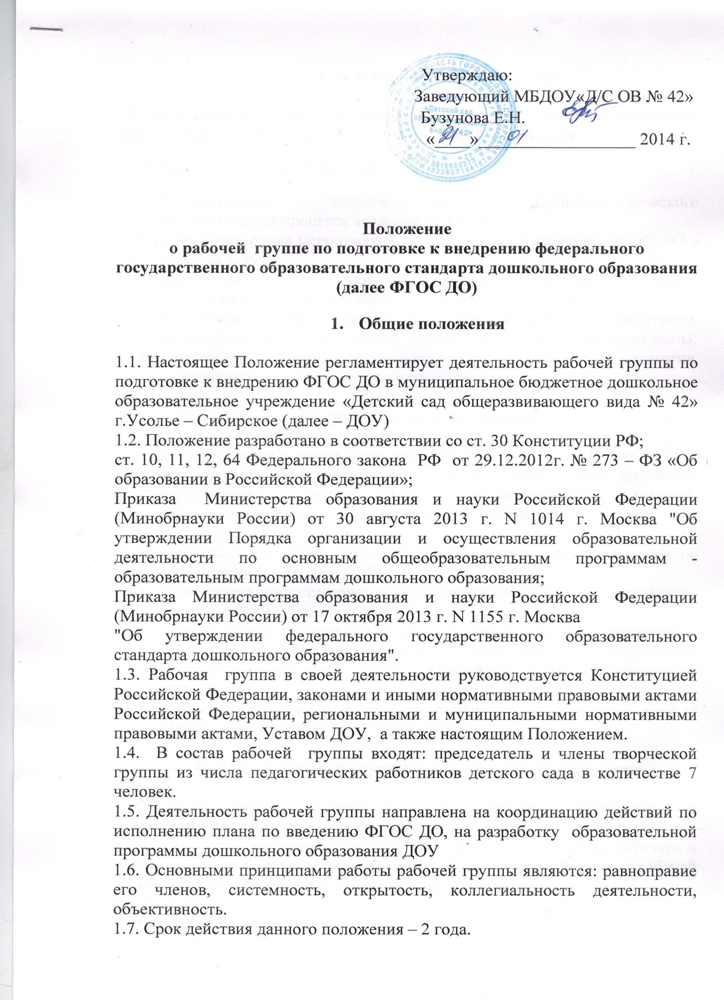 Утверждаю:
Заведующий МБДОУ«Д/С ОВ № 42»
Бузунова Е.Н.
«21» 01 2014 г.
«Детский сад
общеразвивающего
вида № 42»
ИНН 3819009273
ОГРН 1023802144167
Положение
о рабочей группе по подготовке к внедрению федерального
государственного образовательного стандарта дошкольного образования
(далее ФГОС ДО)
1. Общие положения
1.1. Настоящее Положение регламентирует деятельность рабочей группы по
подготовке к внедрению ФГОС ДО в муниципальное бюджетное дошкольное
образовательное учреждение «Детский сад общеразвивающего вида № 42»
г.Усолье – Сибирское (далее – ДОУ)
1.2. Положение разработано в соответствии со ст. 30 Конституции РФ;
ст. 10, 11, 12, 64 Федерального закона РФ от 29.12.2012г. № 273 – ФЗ «Об
образовании в Российской Федерации»;
Приказа Министерства образования и науки Российской Федерации
(Минобрнауки России) от 30 августа 2013 г. N 1014 г. Москва "Об
утверждении Порядка организации и осуществления образовательной
деятельности по основным общеобразовательным программам -
образовательным программам дошкольного образования;
Приказа Министерства образования и науки Российской Федерации
(Минобрнауки России) от 17 октября 2013 г. N 1155 г. Москва
"Об утверждении федерального государственного образовательного
стандарта дошкольного образования".
1.3. Рабочая группа в своей деятельности руководствуется Конституцией
Российской Федерации, законами и иными нормативными правовыми актами
Российской Федерации, региональными и муниципальными нормативными
правовыми актами, Уставом ДОУ, а также настоящим Положением.
1.4. В состав рабочей группы входят: председатель и члены творческой
группы из числа педагогических работников детского сада в количестве 7
человек.
1.5. Деятельность рабочей группы направлена на координацию действий по
исполнению плана по введению ФГОС ДО, на разработку образовательной
программы дошкольного образования ДОУ
1.6. Основными принципами работы рабочей группы являются: равноправие
его членов, системность, открытость, коллегиальность деятельности,
объективность.
1.7. Срок действия данного положения – 2 года.